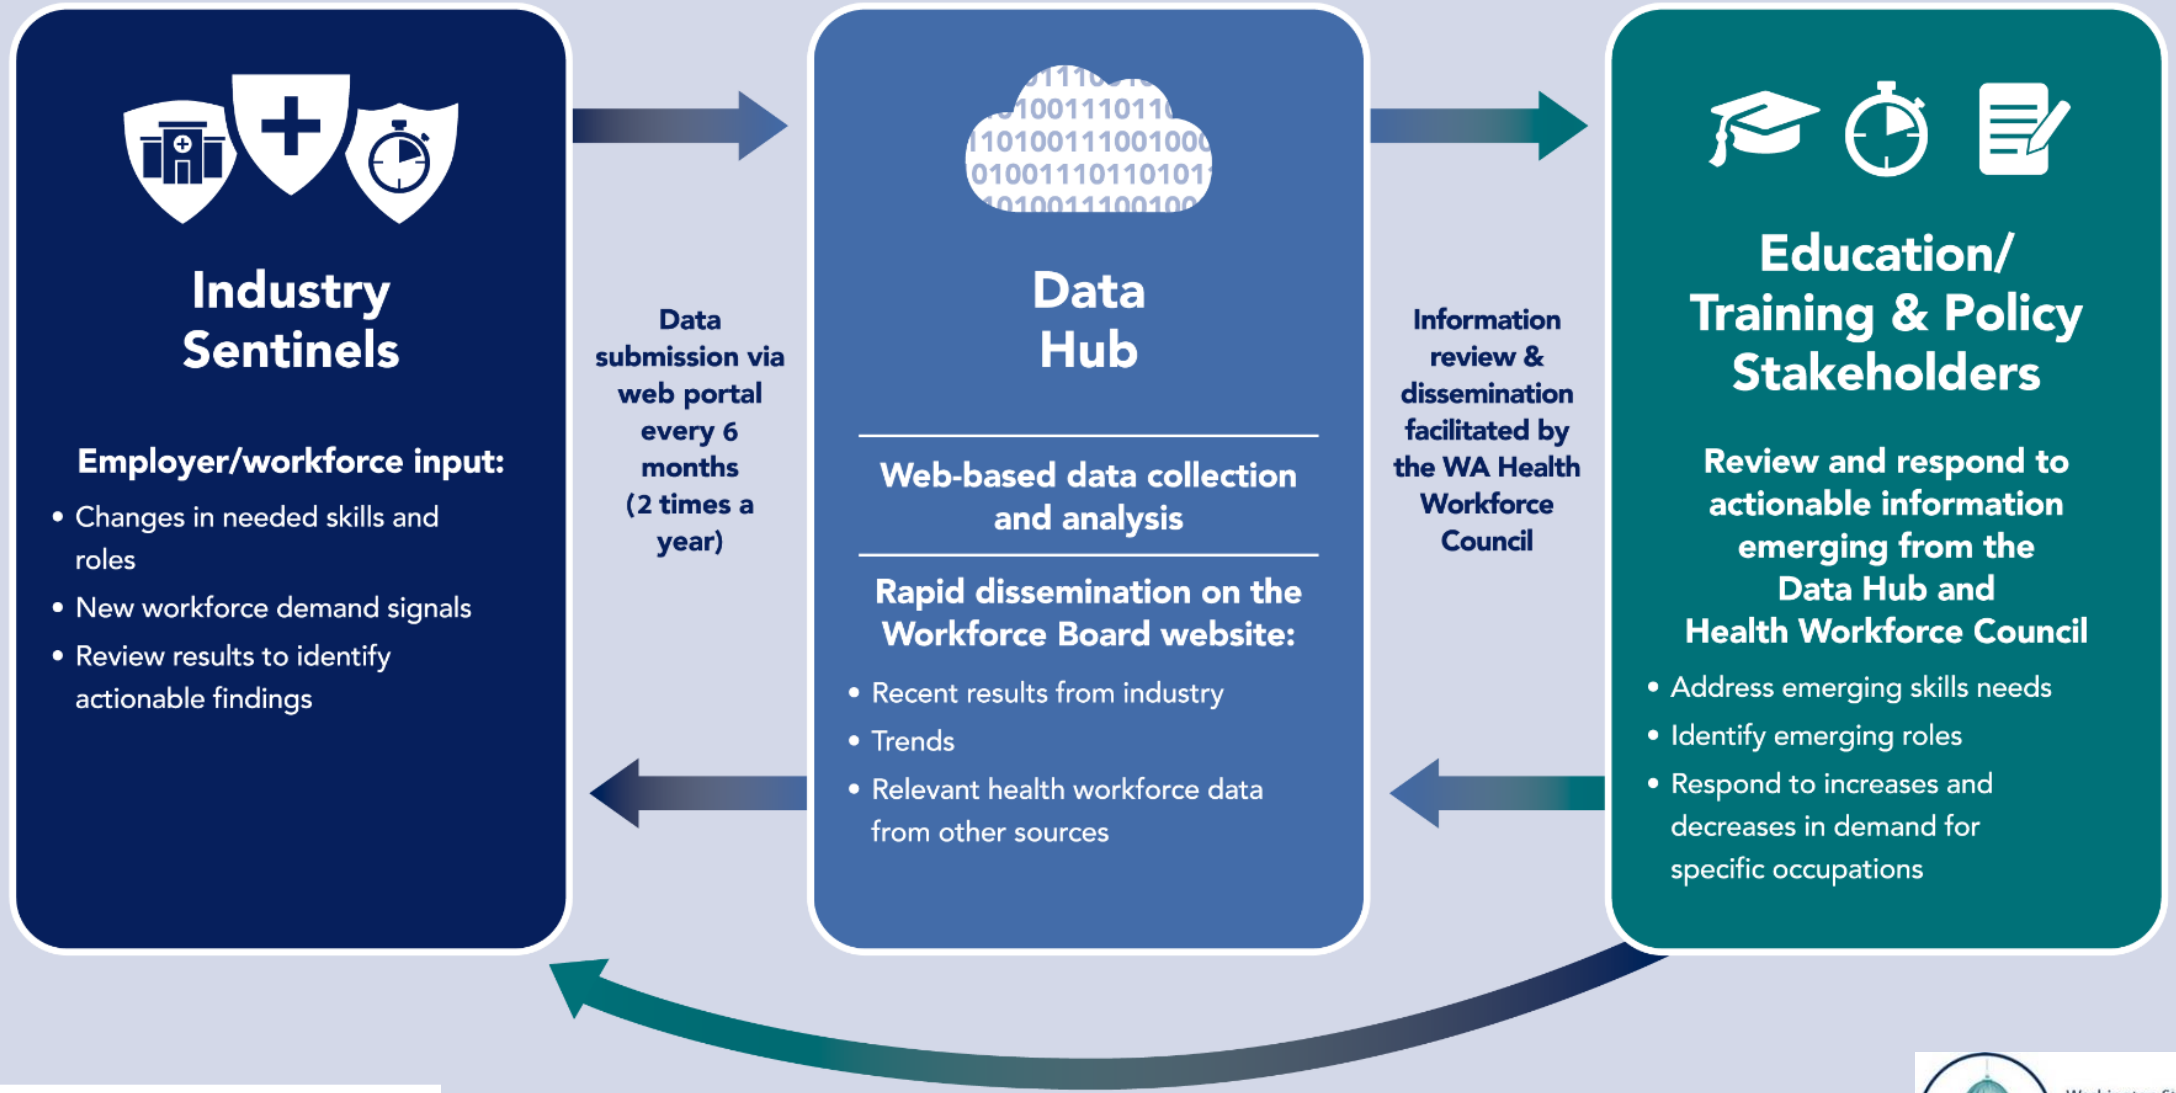 Industry
Sentinels
Employer/workforce input:
• Changes in needed skills and
roles
• New workforce demand signals
• Review results to identify
actionable findings
Data
submission via
web portal
every 6
months
(2 times a
year)
Data
Hub
Web-based data collection
and analysis
Rapid dissemination on the
Workforce Board website:
• Recent results from industry
• Trends
• Relevant health workforce data
from other sources
Information
review &
dissemination
facilitated by
the WA Health
Workforce
Council
Education/
Training & Policy
Stakeholders
Review and respond to
actionable information
emerging from the
Data Hub and
Health Workforce Council
• Address emerging skills needs
• Identify emerging roles
• Respond to increases and
decreases in demand for
specific occupations